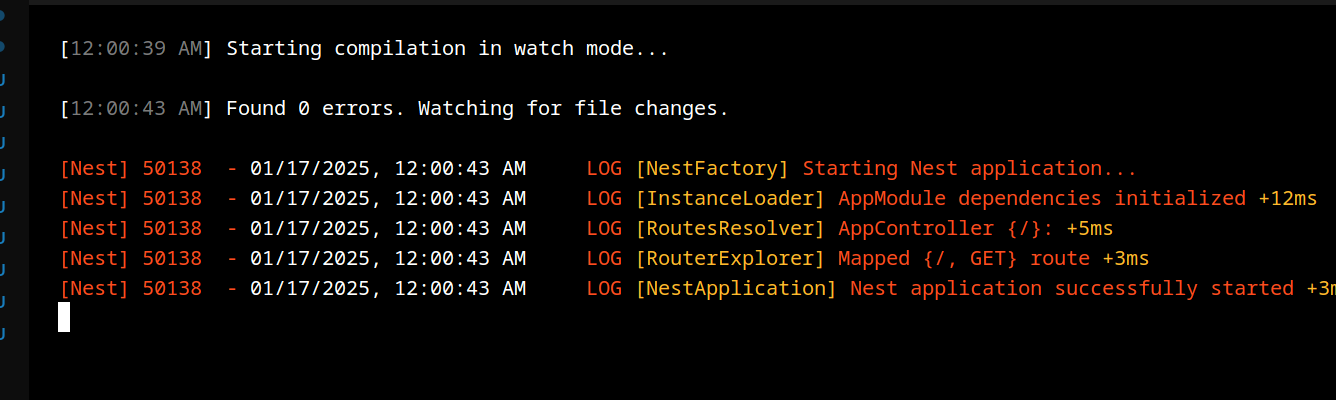 [12:00:39 AM] Starting compilation in watch mode...
[12:00:43 AM] Found 0 errors. Watching for file changes.
[Nest] 50138  - 01/17/2025, 12:00:43 AM     LOG [NestFactory] Starting Nest application...
[Nest] 50138  - 01/17/2025, 12:00:43 AM     LOG [InstanceLoader] AppModule dependencies initialized +12ms
[Nest] 50138  - 01/17/2025, 12:00:43 AM     LOG [RoutesResolver] AppController {/}: +5ms
[Nest] 50138  - 01/17/2025, 12:00:43 AM     LOG [RouterExplorer] Mapped {/, GET} route +3ms
[Nest] 50138  - 01/17/2025, 12:00:43 AM     LOG [NestApplication] Nest application successfully started